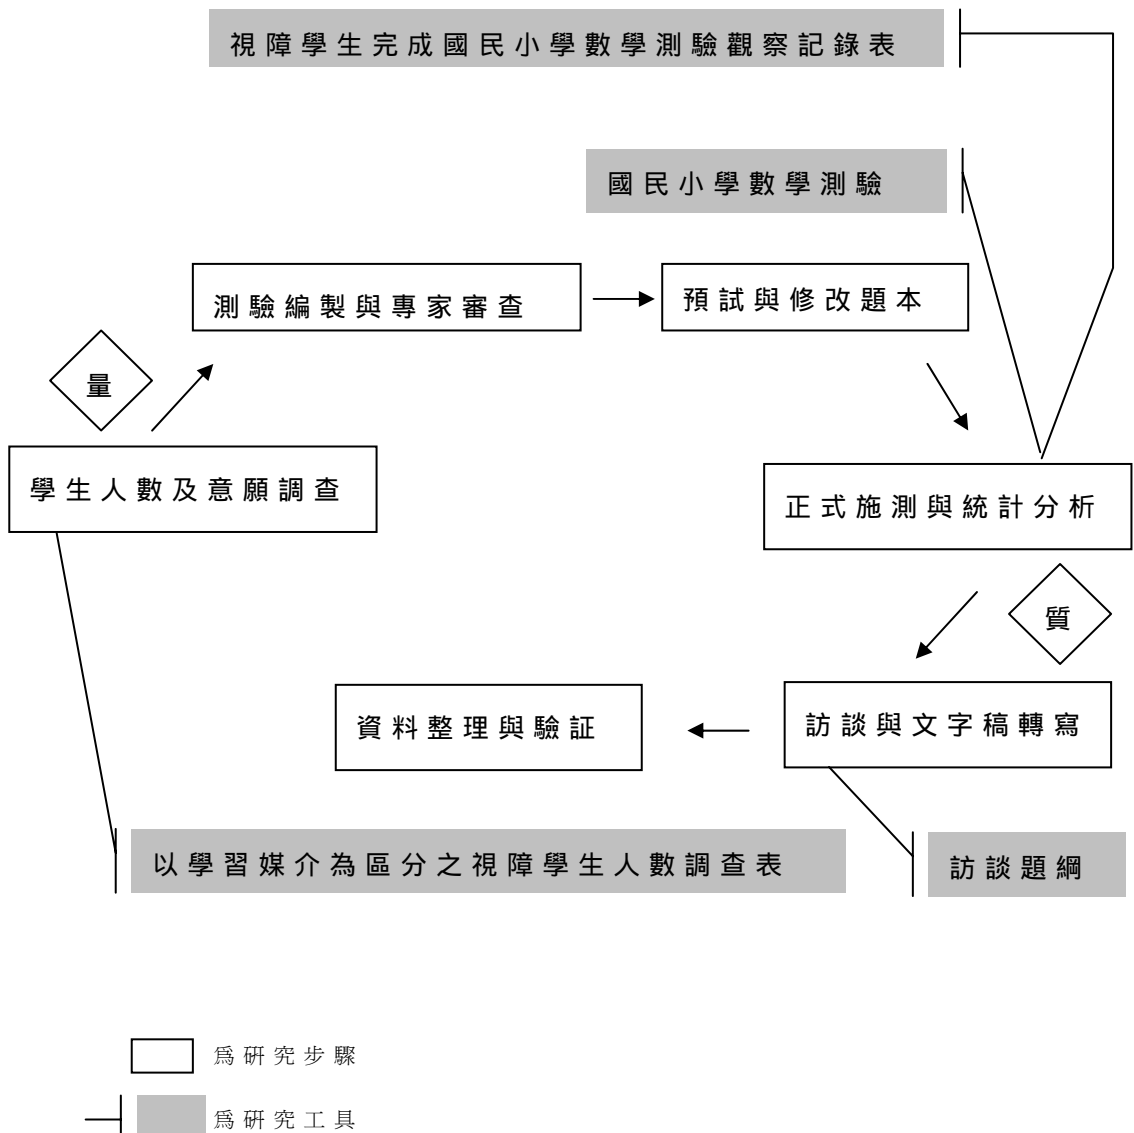 視障學生完成國民小學數學測驗觀察記錄表
國民小學數學測驗
測驗編製與專家審查
預試與修改題本
量
學生人數及意願調查
正式施測與統計分析
質
訪談與文字稿轉寫
資料整理與驗証
以學習媒介為區分之視障學生人數調查表
訪談題綱
為研究步驟
為研究工具